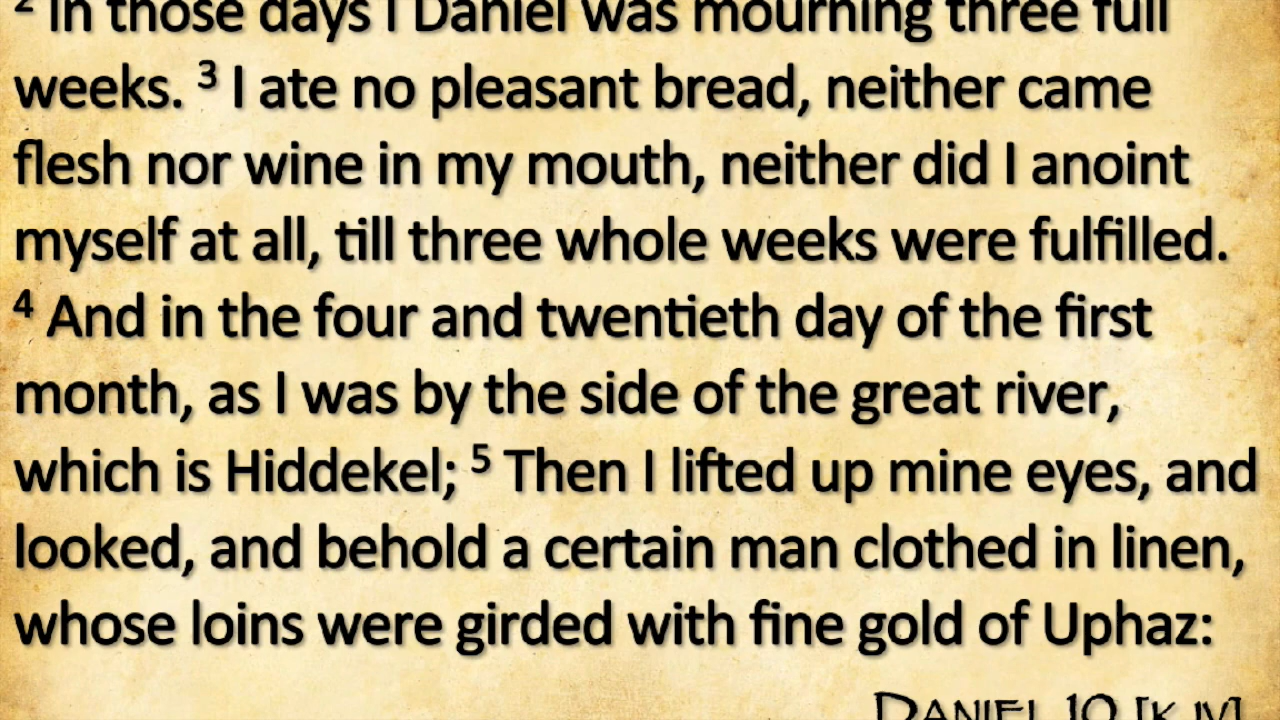 2 In those days I Daniel was mourning three full
weeks. 3 I ate no pleasant bread, neither came
flesh nor wine in my mouth, neither did I anoint
myself at all, till three whole weeks were fulfilled.
4 And in the four and twentieth day of the first
month, as I was by the side of the great river,
which is Hiddekel; 5 Then I lifted up mine eyes, and
looked, and behold a certain man clothed in linen,
whose loins were girded with fine gold of Uphaz:
DANIEL 10 [KJV]